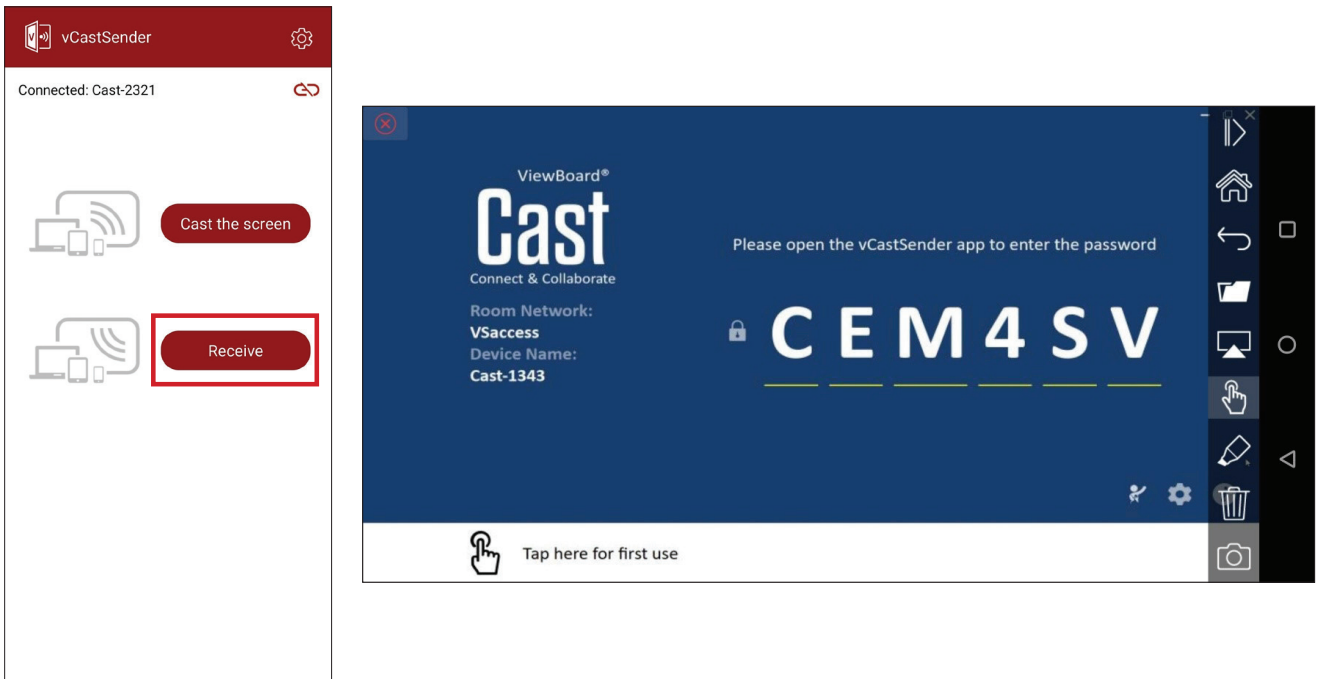 vCastSender
Connected: Cast-2321
Cast the screen
Receive
ViewBoard®
Cast
Connect & Collaborate
Room Network:
VSaccess
Device Name:
Cast-1343
Please open the vCastSender app to enter the password
CEM4SV
Tap here for first use